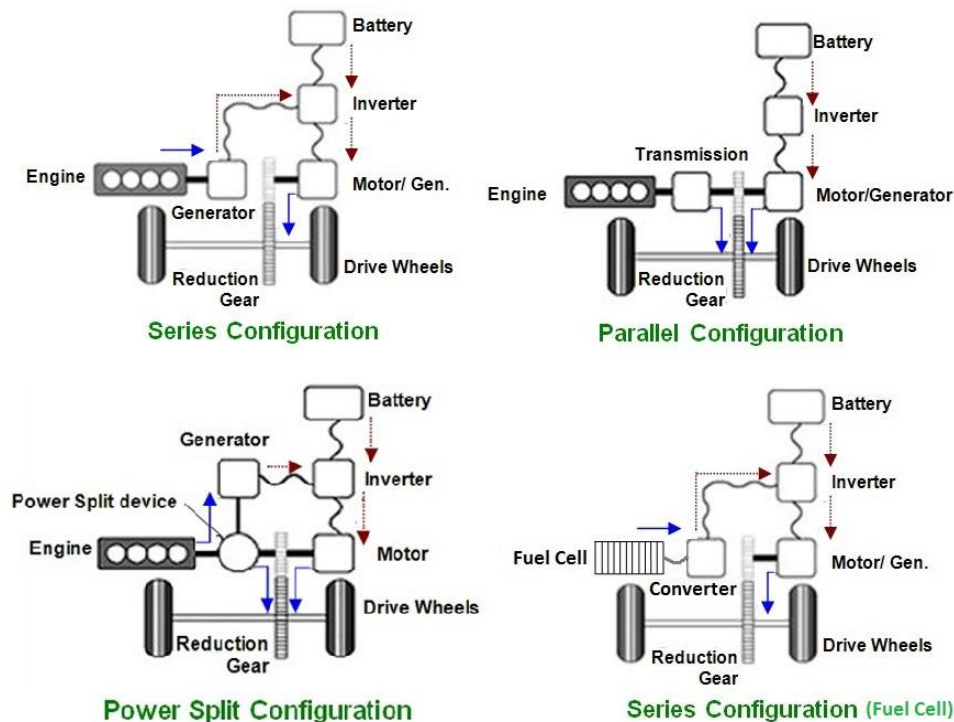 Battery
Inverter
Engine
Generator
Motor/ Gen.
Reduction
Gear
Drive Wheels
Series Configuration
Battery
Inverter
Transmission
Engine
Motor/Generator
Reduction
Gear
Drive Wheels
Parallel Configuration
Battery
Generator
Inverter
Power Split device
Engine
Motor
Drive Wheels
Reduction
Gear
Power Split Configuration
Battery
Inverter
Fuel Cell
Converter
Motor/ Gen.
Reduction
Gear
Drive Wheels
Series Configuration (Fuel Cell)